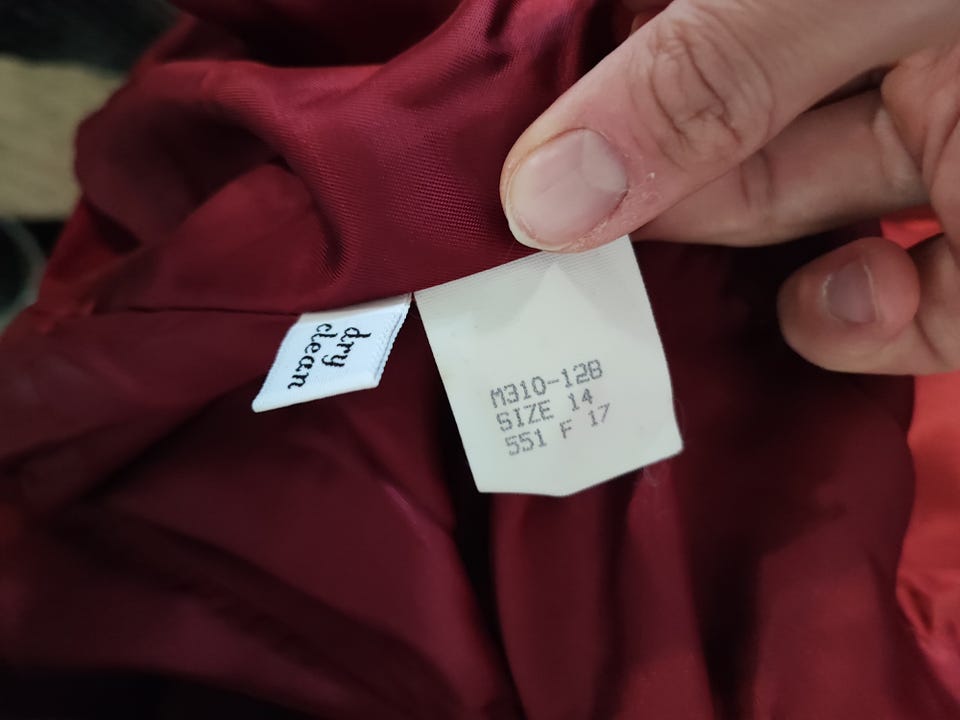 dry
clean
M310-12B
SIZE 14
551 F 17